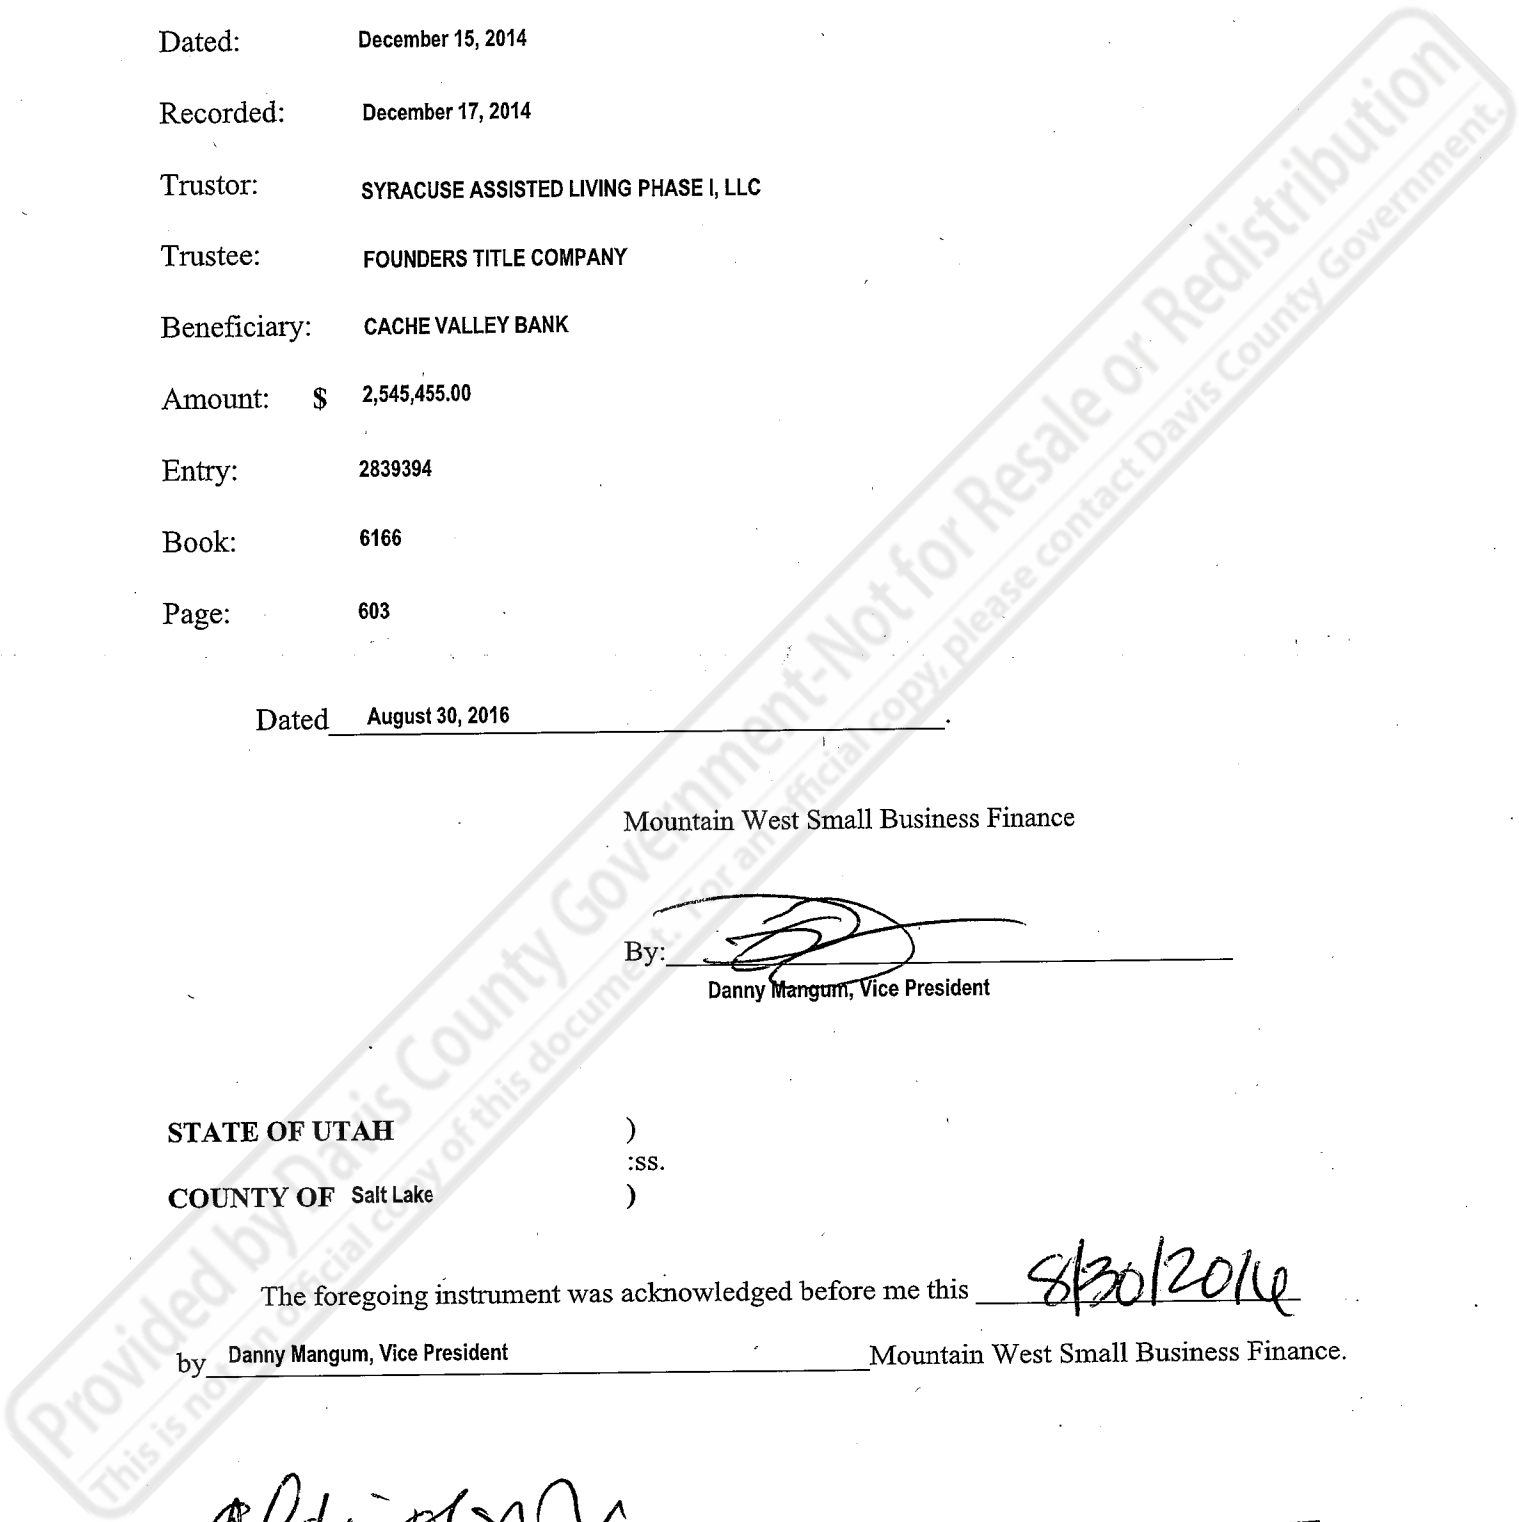 Dated: December 15, 2014
Recorded: December 17, 2014
Trustor: SYRACUSE ASSISTED LIVING PHASE I, LLC
Trustee: FOUNDERS TITLE COMPANY
Beneficiary: CACHE VALLEY BANK
Amount: $ 2,545,455.00
Entry: 2839394
Book: 6166
Page: 603
Dated August 30, 2016.
Mountain West Small Business Finance
By:
Danny Mangum, Vice President
STATE OF UTAH )
:ss.
COUNTY OF Salt Lake )
The foregoing instrument was acknowledged before me this 8/30/2016
by Danny Mangum, Vice President Mountain West Small Business Finance.
Provided by Davis County Government-Not for Resale or Redistribution
This is not an official copy of this document. For an official copy, please contact Davis County Government.